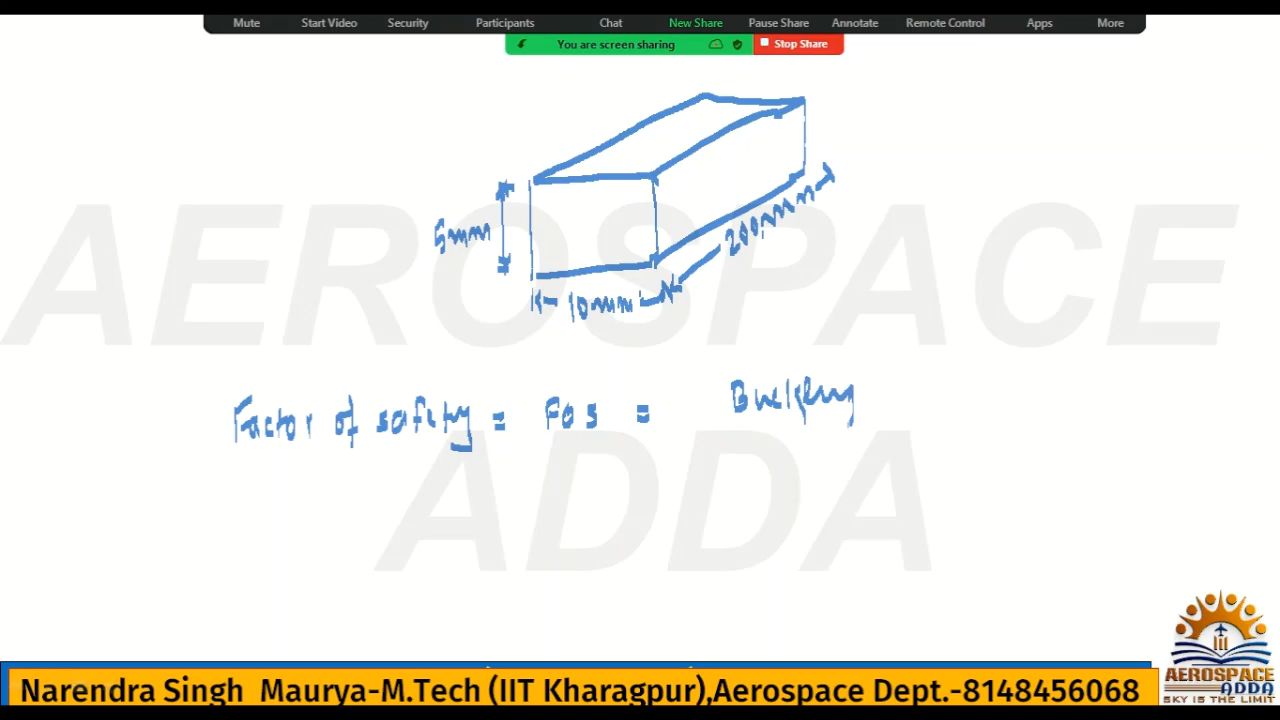 Mute Start Video Security Participants Chat New Share Pause Share Annotate Remote Control Apps More
You are screen sharing Stop Share
5mm
200mm
10mm
AEROSPACE
Factor of safety = FOS = Buckling
ADDA
Narendra Singh Maurya-M.Tech (IIT Kharagpur),Aerospace Dept.-8148456068
AEROSPACE
ADDA
SKY IS THE LIMIT